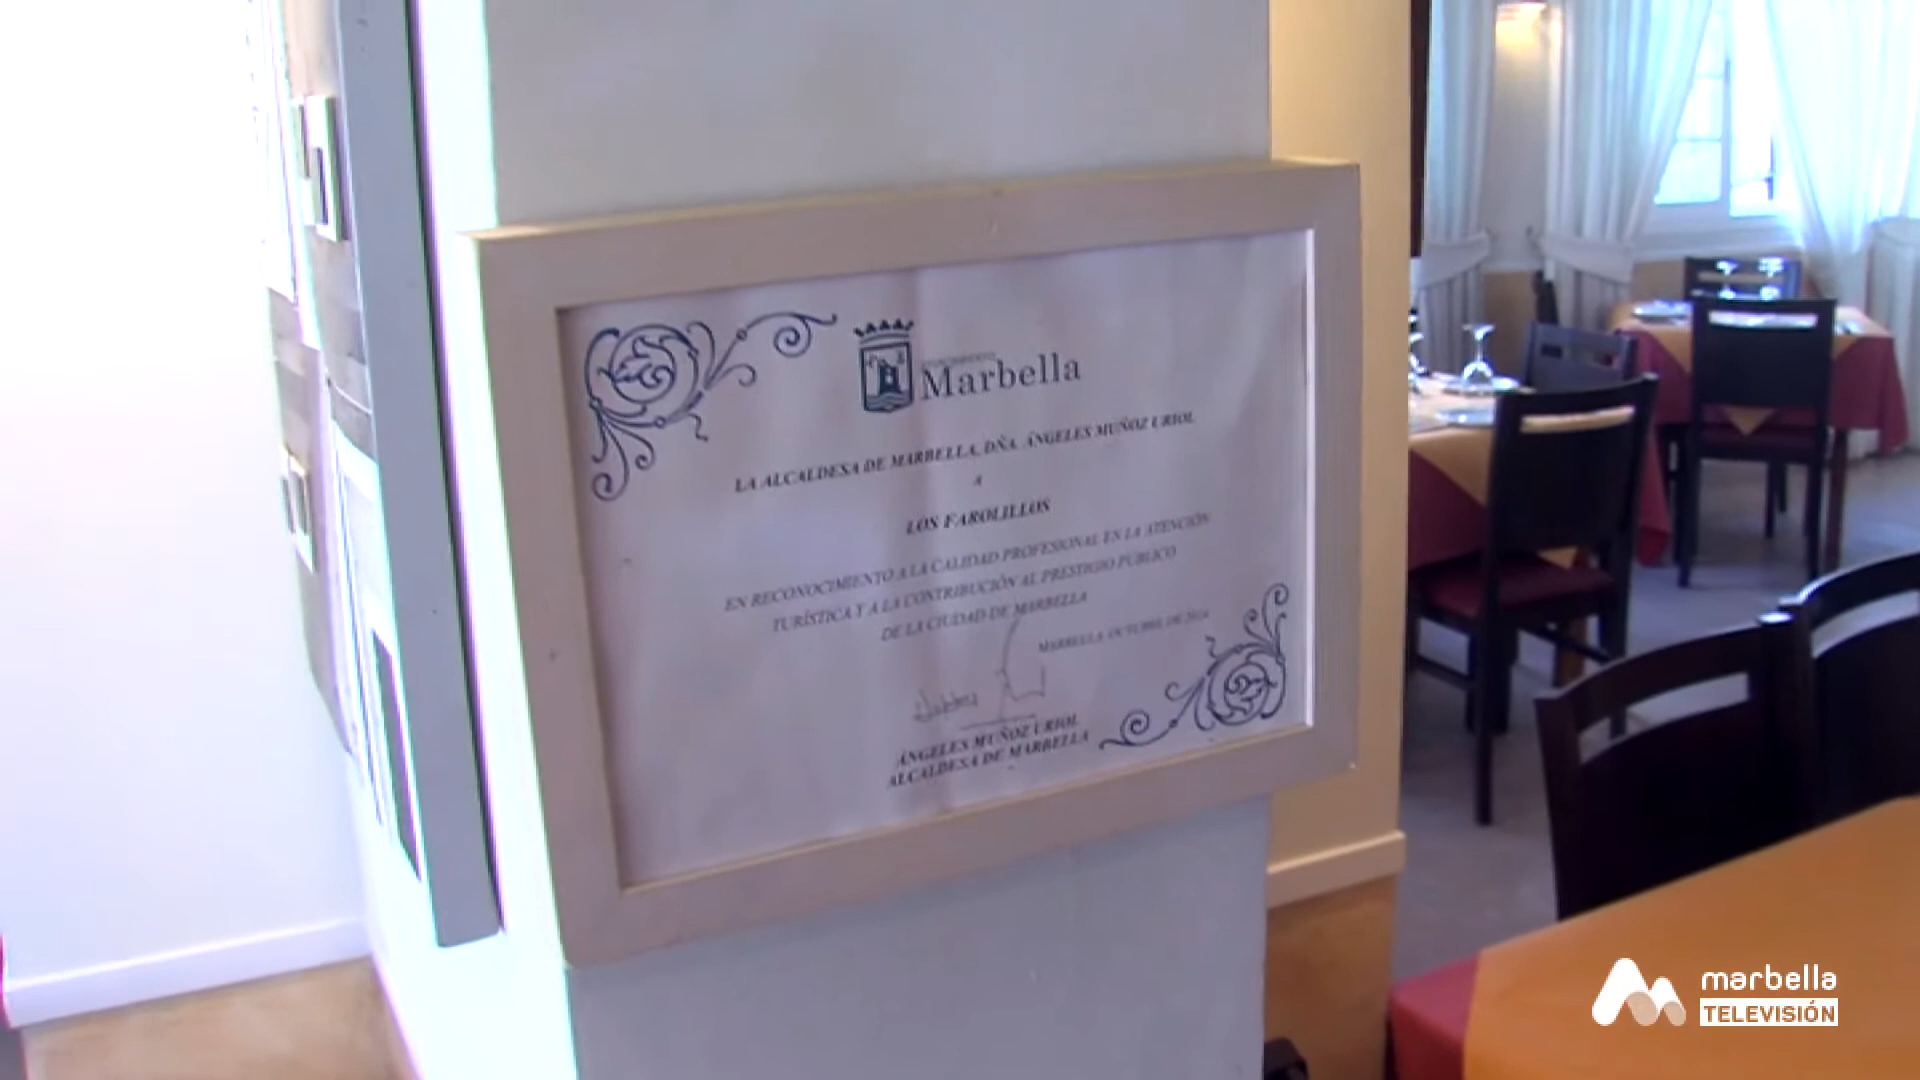 AYUNTAMIENTO
Marbella
LA ALCALDESA DE MARBELLA, DÑA. ÁNGELES MUÑOZ URIOL
A
LOS FAROLILLOS
EN RECONOCIMIENTO A LA CALIDAD PROFESIONAL EN LA ATENCIÓN
TURÍSTICA Y A LA CONTRIBUCIÓN AL PRESTIGIO PÚBLICO
DE LA CIUDAD DE MARBELLA
MARBELLA, OCTUBRE DE
ÁNGELES MUÑOZ URIOL
ALCALDESA DE MARBELLA
marbella
TELEVISIÓN